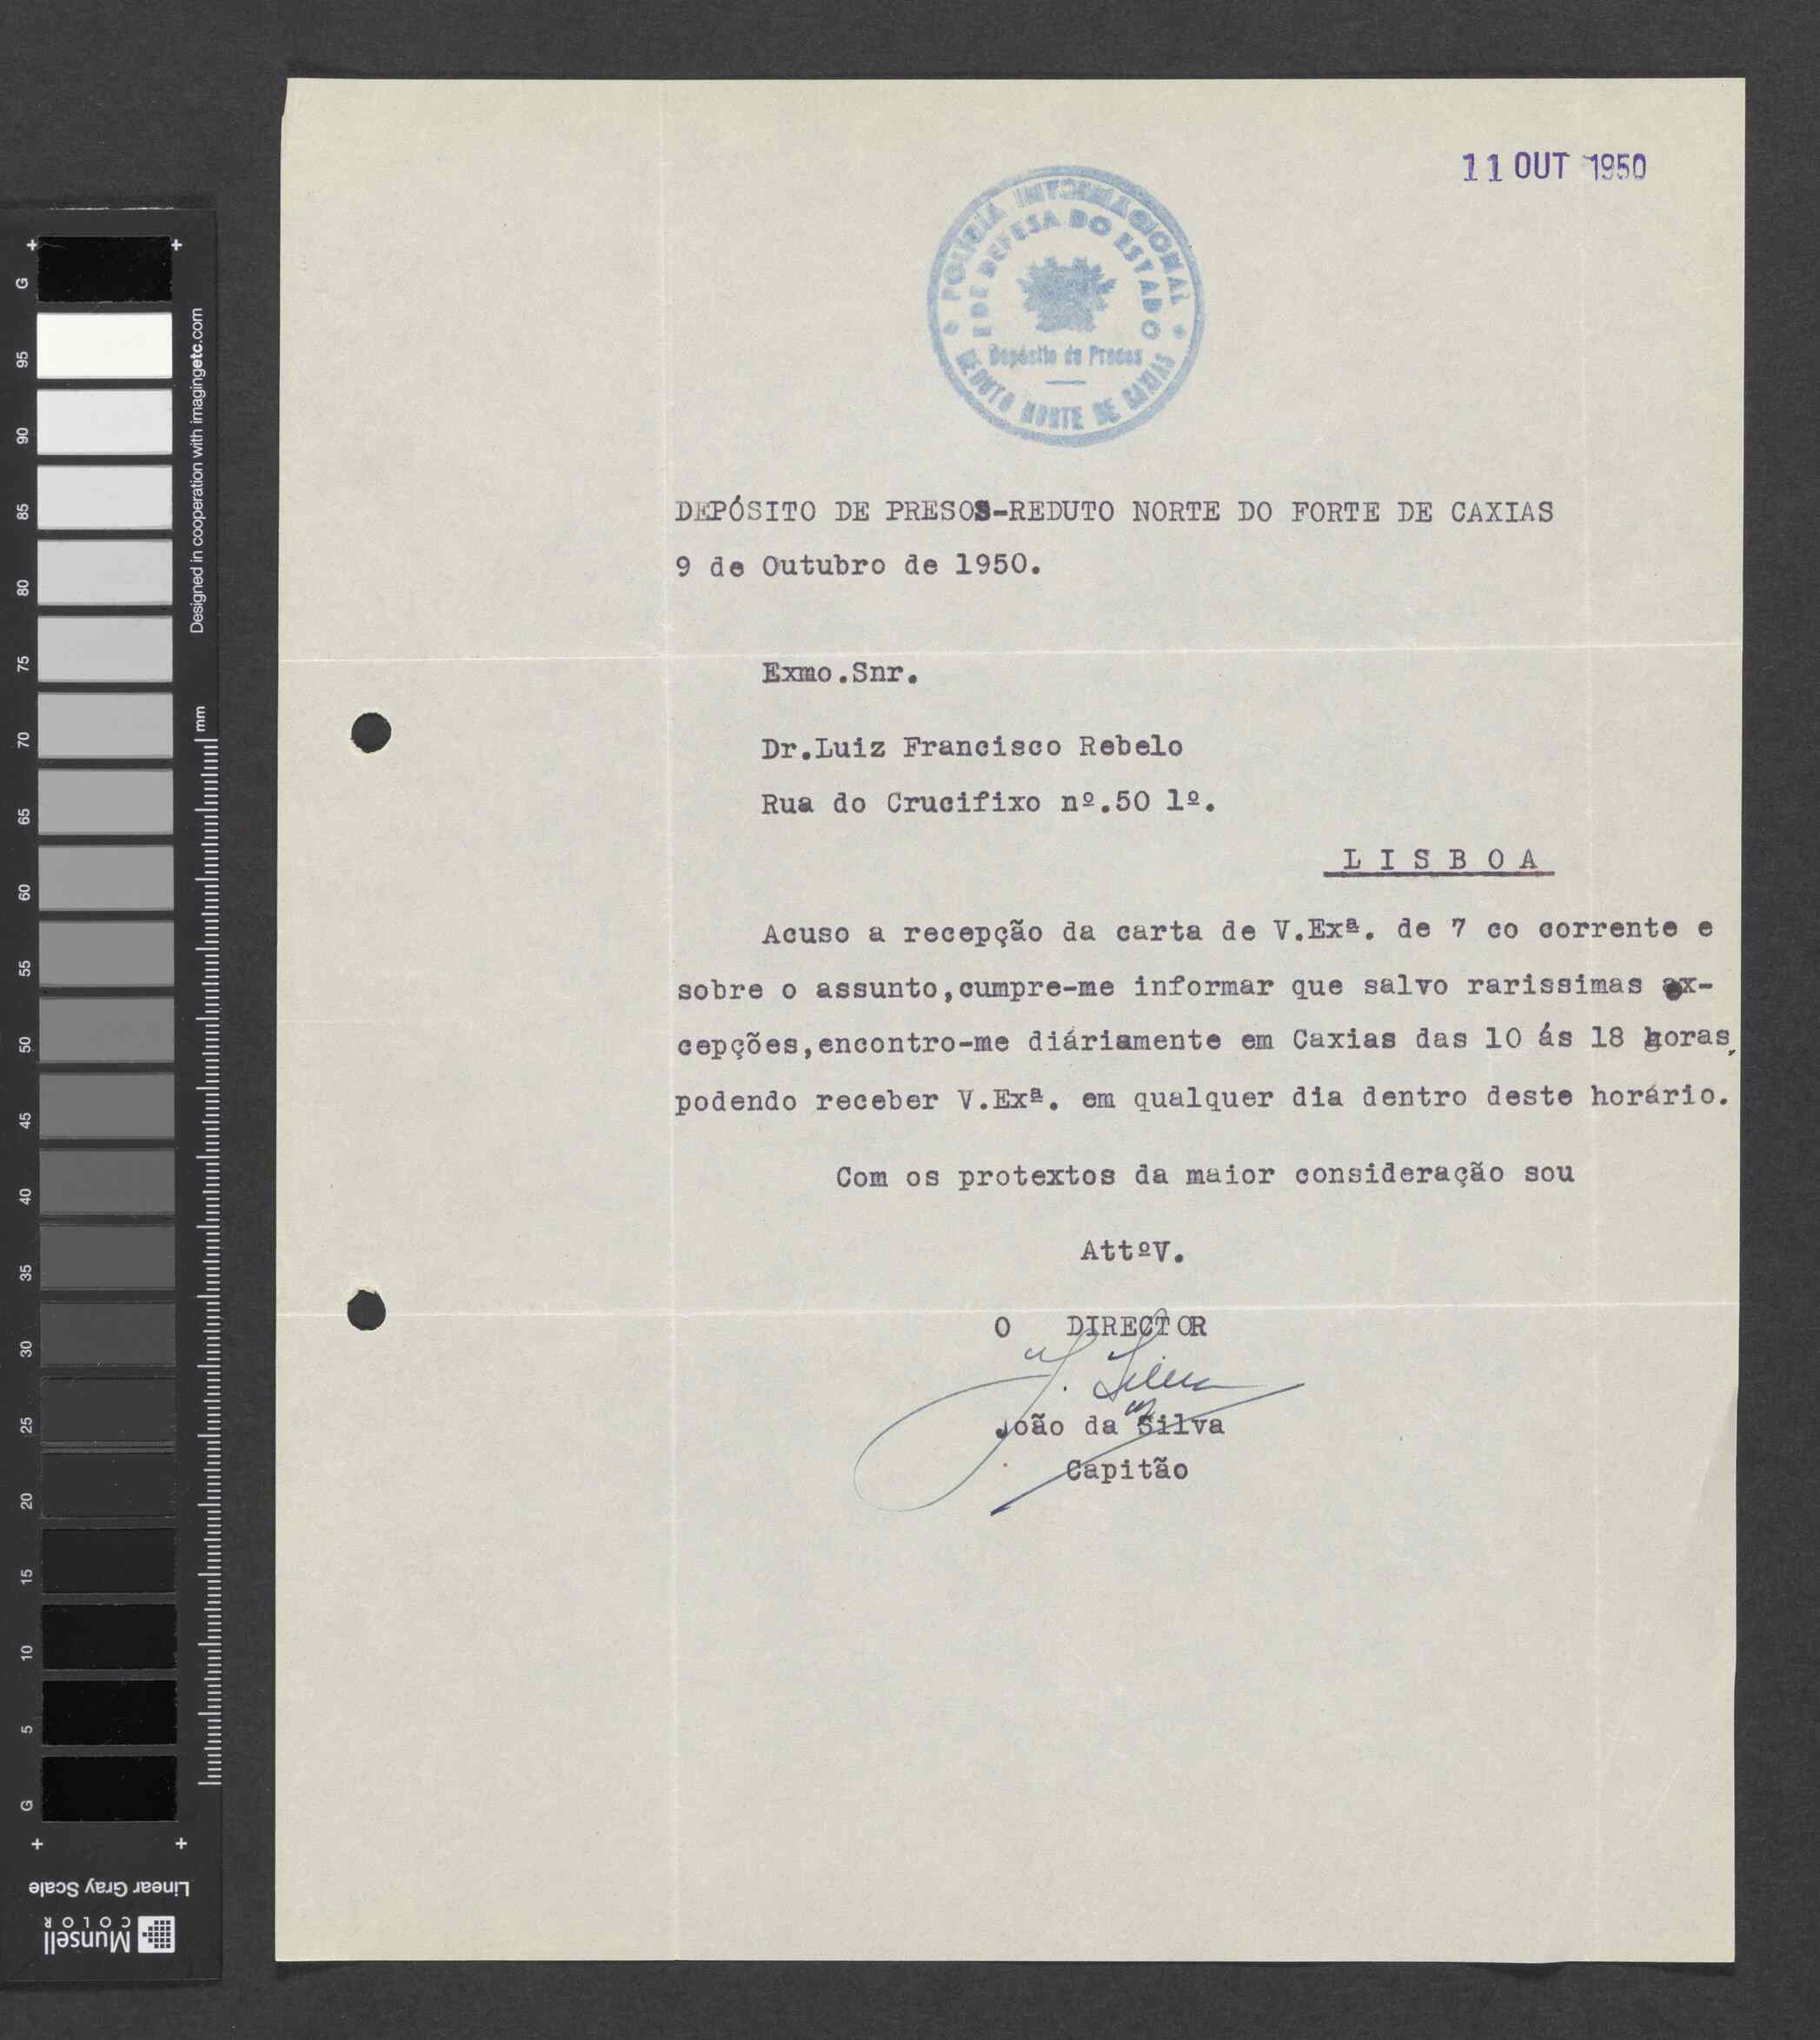 11 OUT 1950
POLICIA INTERNACIONAL
E DE DEFESA DO ESTADO
Depósito de Presos
REDUTO NORTE DE CAXIAS
DEPÓSITO DE PRESOS-REDUTO NORTE DO FORTE DE CAXIAS
9 de Outubro de 1950.
Exmo.Snr.
Dr.Luiz Francisco Rebelo
Rua do Crucifixo nº.50 1º.
L I S B O A
Acuso a recepção da carta de V.Exª. de 7 co corrente e
sobre o assunto,cumpre-me informar que salvo rarissimas ex-
cepções,encontro-me diáriamente em Caxias das 10 ás 18 horas,
podendo receber V.Exª. em qualquer dia dentro deste horário.
Com os protextos da maior consideração sou
AttºV.
O DIRECTOR
J. Silva
João da Silva
Capitão
G
95
90
85
80
75
70
65
60
55
50
45
40
35
30
25
20
15
10
5
G
Designed in cooperation with imagingetc.com
mm
Linear Gray Scale
Munsell
COLOR